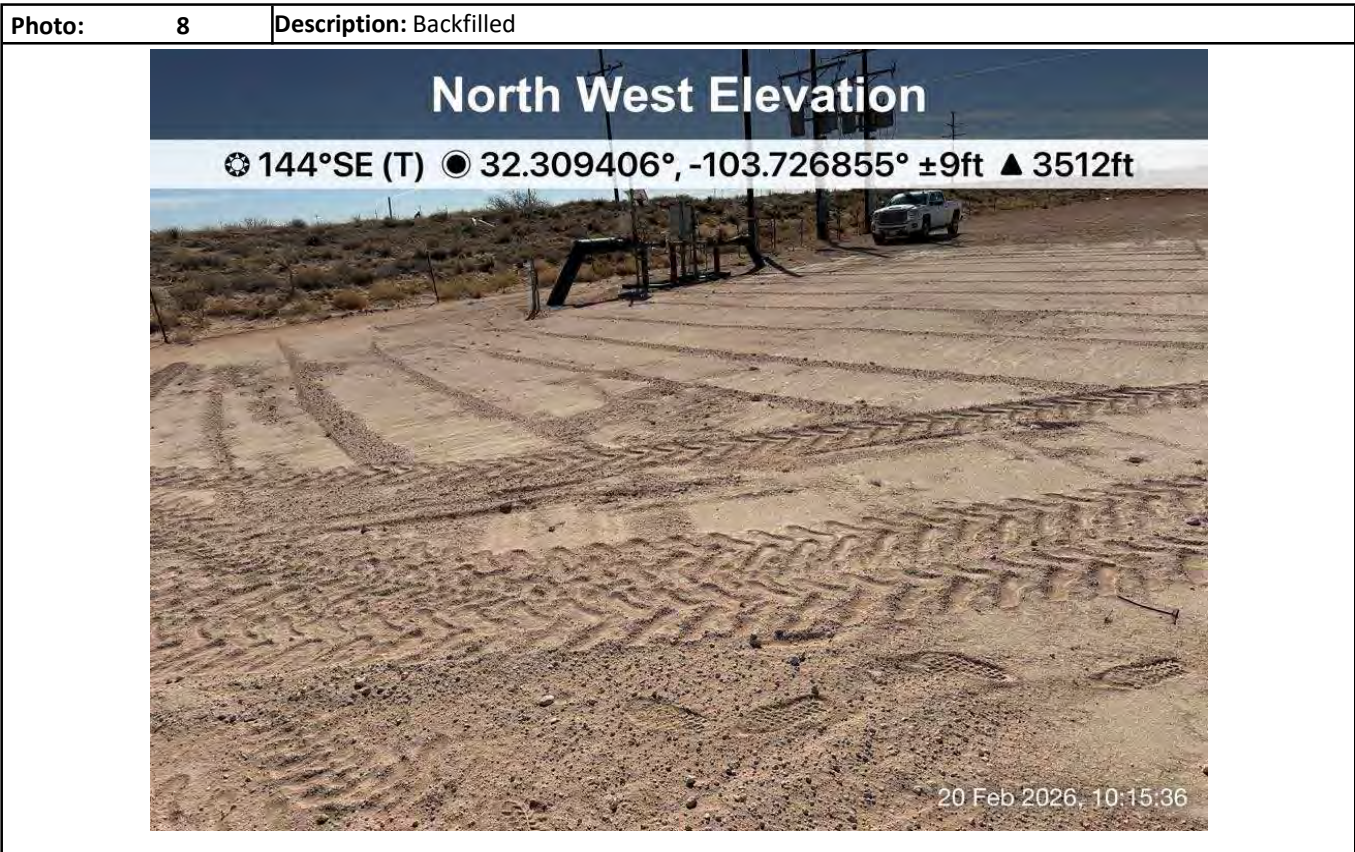 Photo: 8 Description: Backfilled
North West Elevation
144°SE (T) 32.309406°, -103.726855° ±9ft ▲ 3512ft
20 Feb 2026, 10:15:36